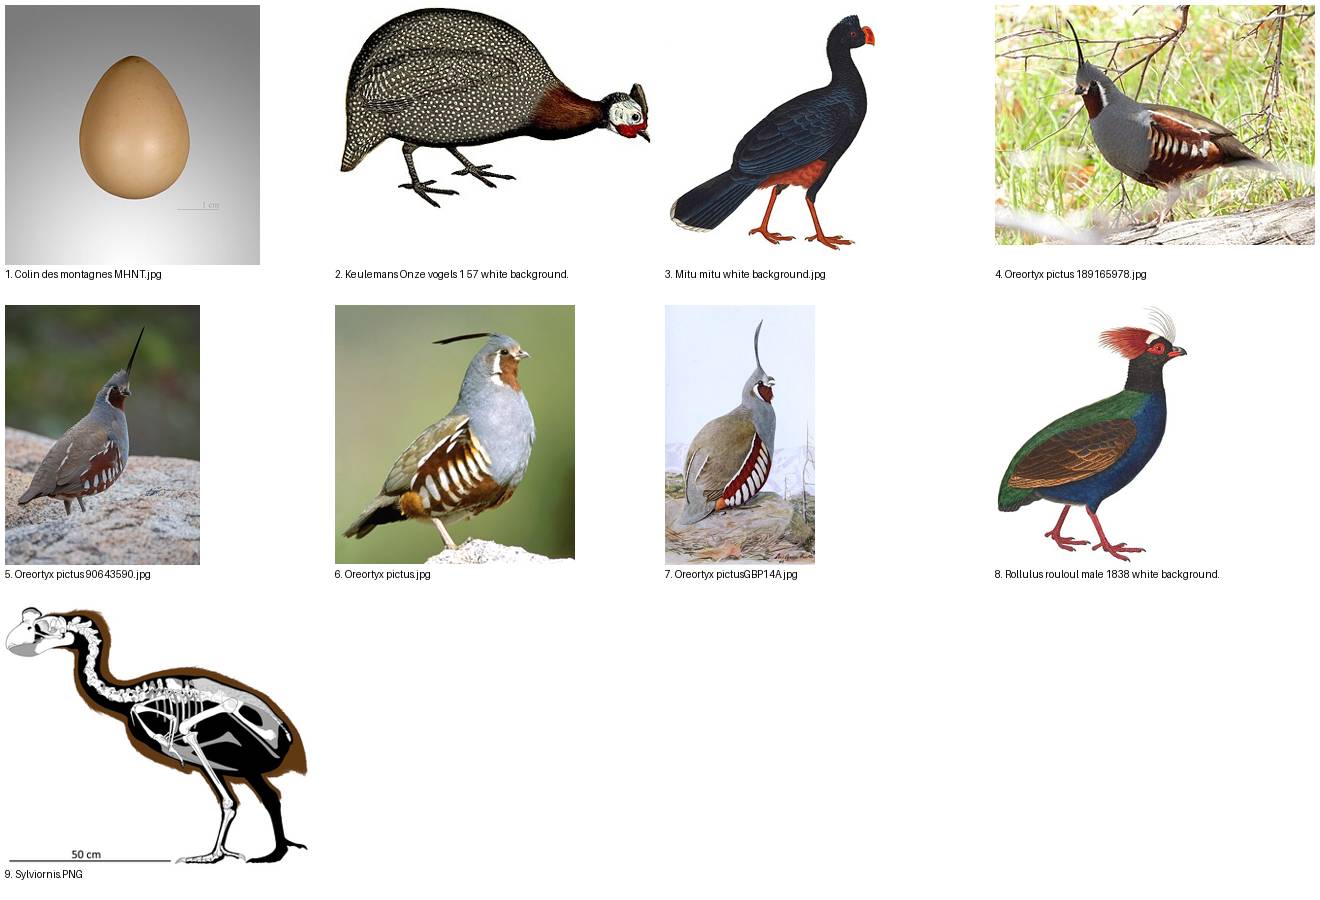 1 cm
1. Colin des montagnes MHNT.jpg
2. Keulemans Onze vogels 1 57 white background.
3. Mitu mitu white background.jpg
4. Oreortyx pictus 189165978.jpg
5. Oreortyx pictus 90643590.jpg
6. Oreortyx pictus.jpg
7. Oreortyx pictusGBP14A.jpg
8. Rollulus rouloul male 1838 white background.
50 cm
9. Sylviornis.PNG